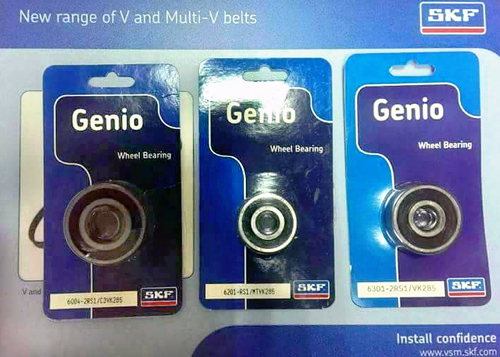 New range of V and Multi-V belts
SKF
Genio
Wheel Bearing
6004-2RS1/C3VK285
SKF
Genio
Wheel Bearing
6201-RS1/MTVK285
SKF
Genio
Wheel Bearing
6301-2RS1/VK285
SKF
V and
Install confidence
www.vsm.skf.com